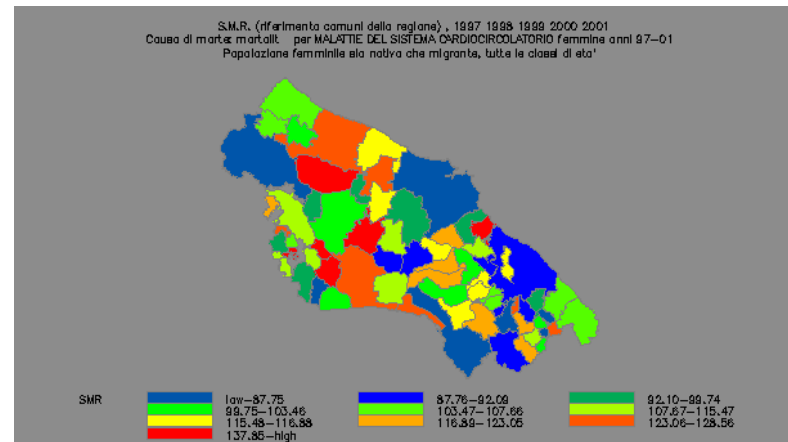 S.M.R. (riferimento comuni della regione) , 1997 1998 1999 2000 2001
Causa di morte: mortalit per MALATTIE DEL SISTEMA CARDIOCIRCOLATORIO femmine anni 97-01
Popolazione femminile sia nativa che migrante, tutte le classi di eta'
SMR
low-87.75 87.76-92.09 92.10-99.74
99.75-103.46 103.47-107.66 107.67-115.47
115.48-116.88 116.89-123.05 123.06-128.56
137.85-high